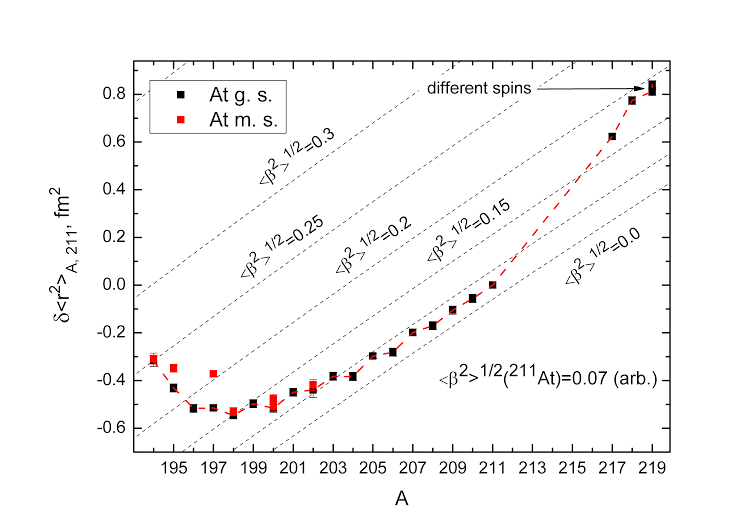 At g. s.
At m. s.
different spins
<β²>^1/2=0.3
<β²>^1/2=0.25
<β²>^1/2=0.2
<β²>^1/2=0.15
<β²>^1/2=0.0
<β²>^1/2(²¹¹At)=0.07 (arb.)
δ<r²>_A, 211, fm²
0.8
0.6
0.4
0.2
0.0
-0.2
-0.4
-0.6
195 197 199 201 203 205 207 209 211 213 215 217 219
A